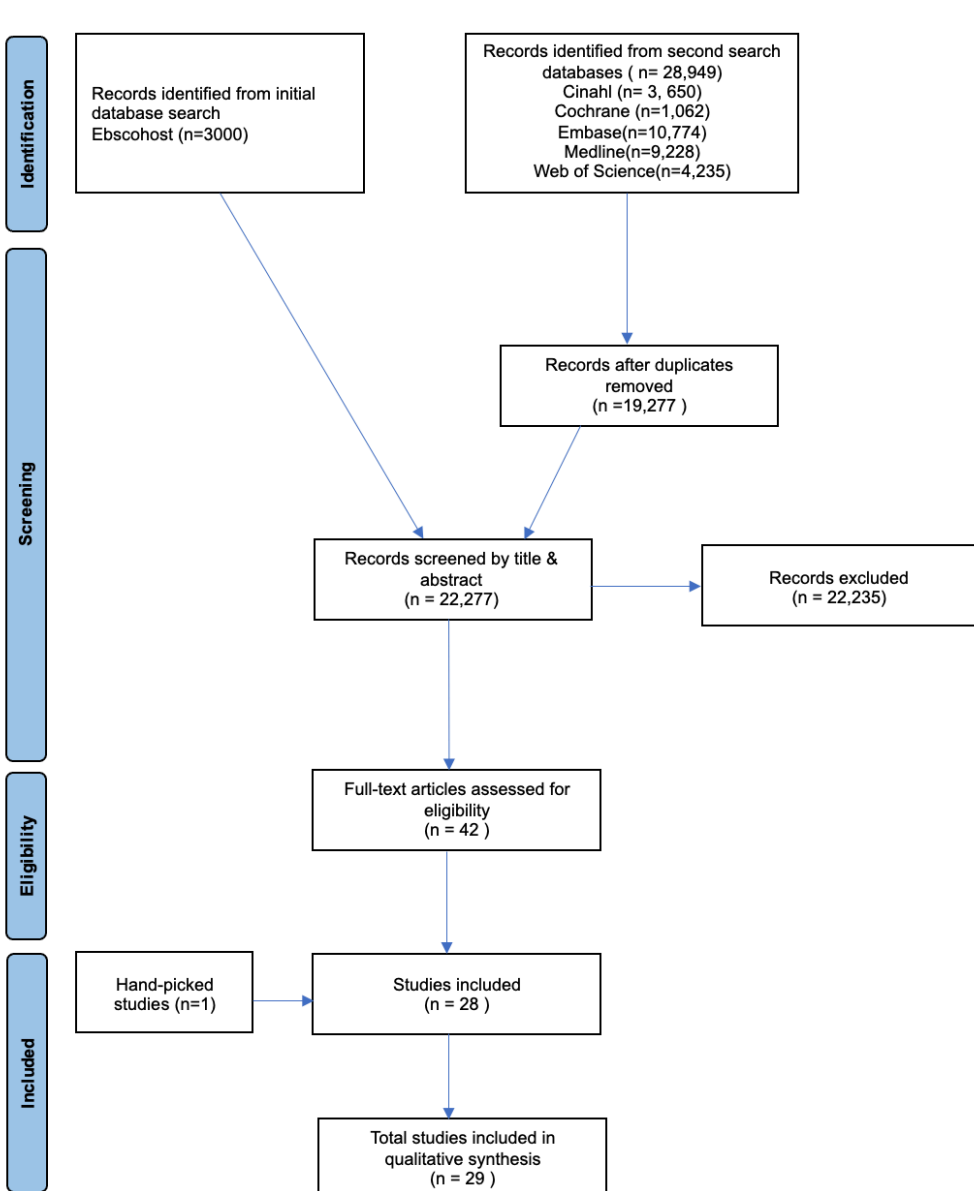 Identification
Records identified from initial
database search
Ebscohost (n=3000)
Records identified from second search
databases ( n= 28,949)
Cinahl (n= 3, 650)
Cochrane (n=1,062)
Embase(n=10,774)
Medline(n=9,228)
Web of Science(n=4,235)
Screening
Records after duplicates
removed
(n =19,277 )
Records screened by title &
abstract
(n = 22,277)
Records excluded
(n = 22,235)
Eligibility
Full-text articles assessed for
eligibility
(n = 42 )
Included
Hand-picked
studies (n=1)
Studies included
(n = 28 )
Total studies included in
qualitative synthesis
(n = 29 )